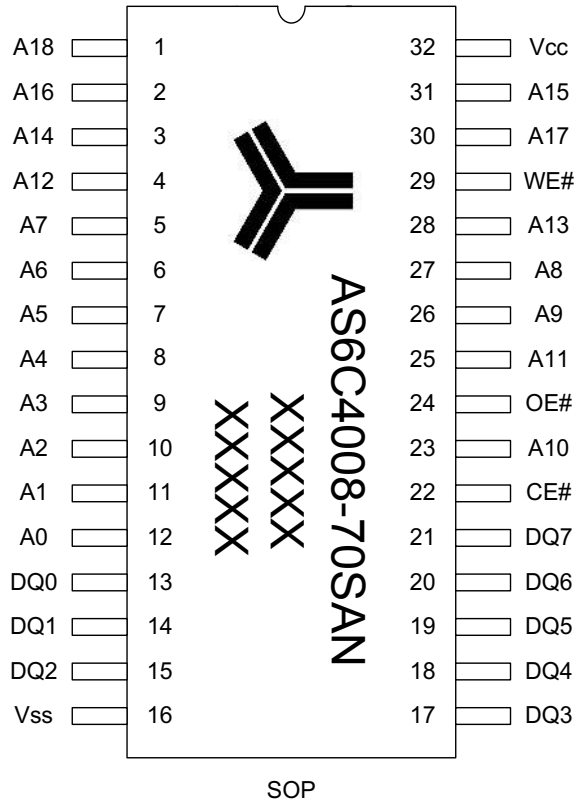 A18 1 32 Vcc
A16 2 31 A15
A14 3 30 A17
A12 4 29 WE#
A7 5 28 A13
A6 6 27 A8
A5 7 26 A9
A4 8 25 A11
A3 9 24 OE#
A2 10 23 A10
A1 11 22 CE#
A0 12 21 DQ7
DQ0 13 20 DQ6
DQ1 14 19 DQ5
DQ2 15 18 DQ4
Vss 16 17 DQ3
AS6C4008-70SAN
XXXXX
XXXXX
SOP